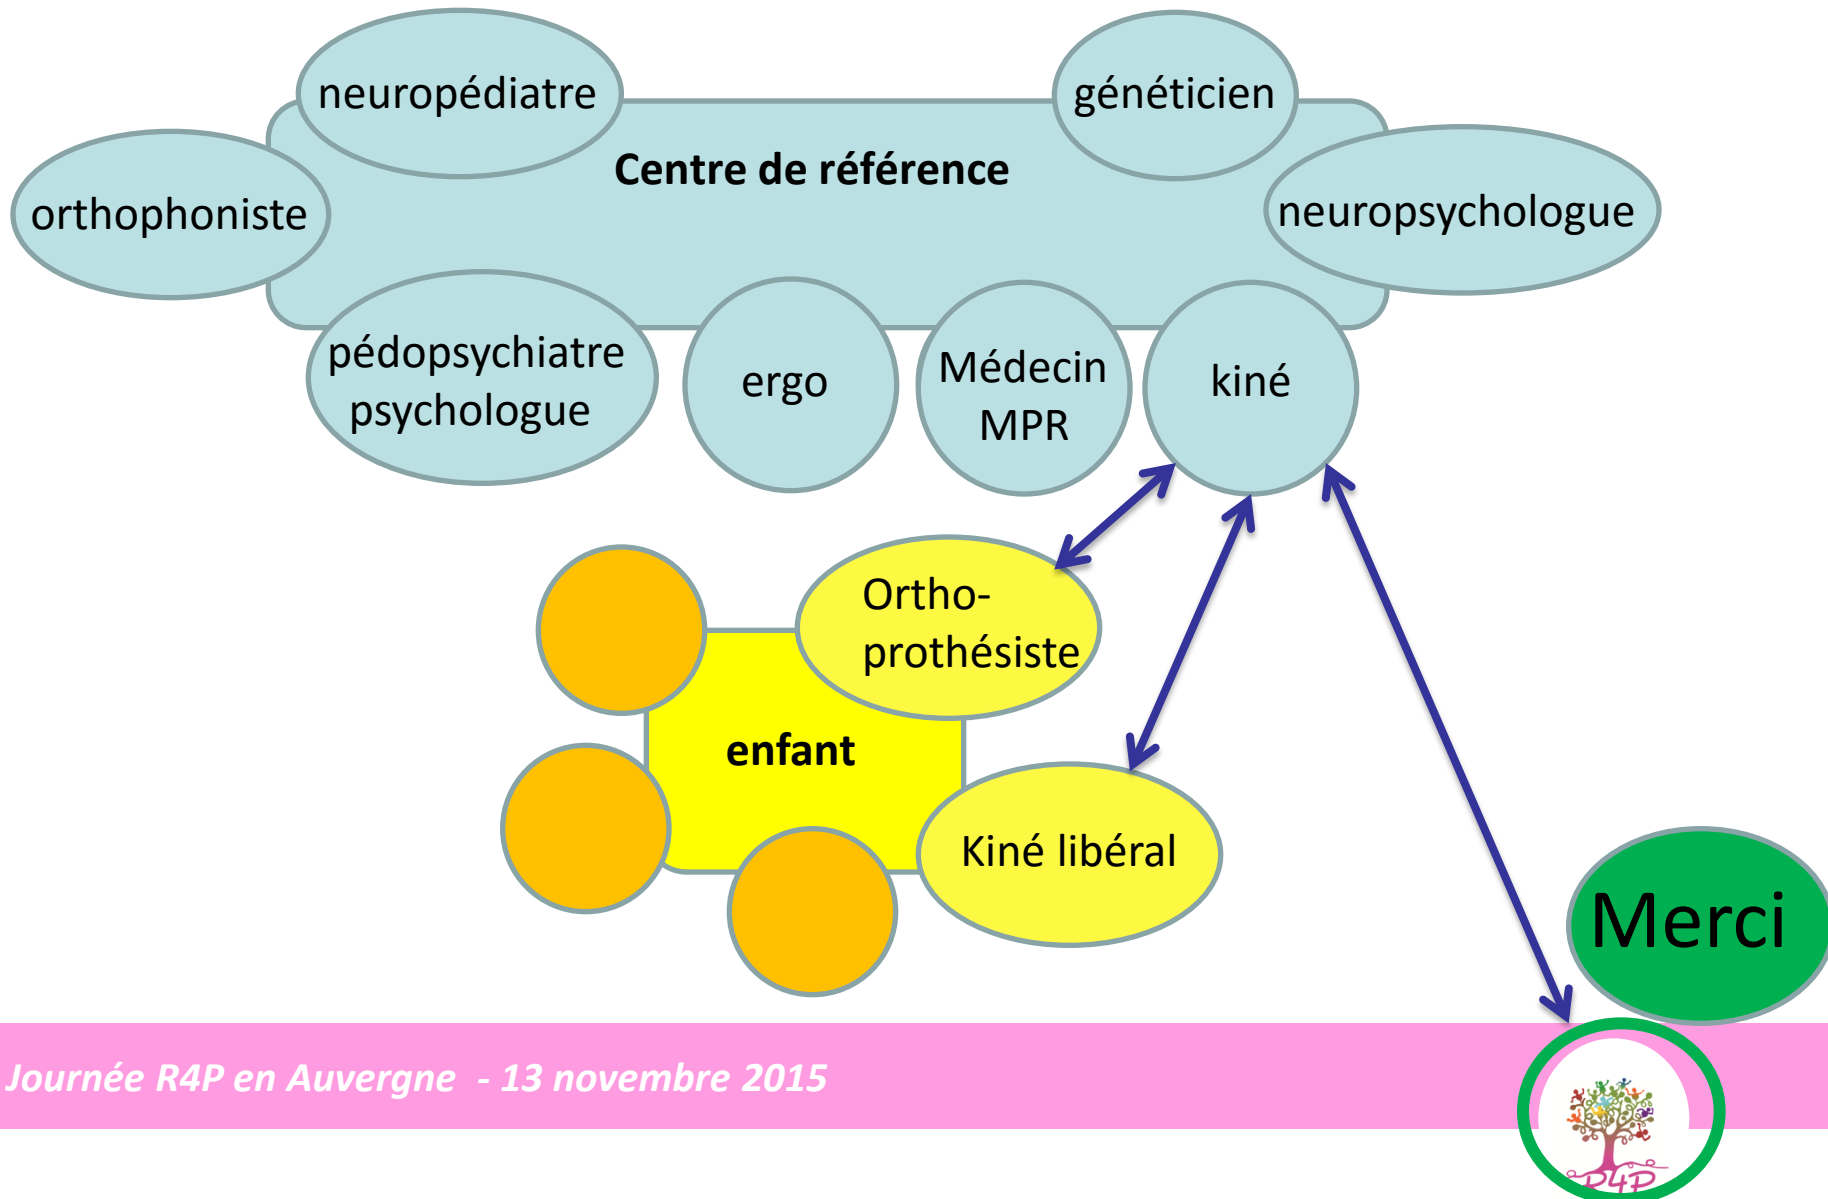 neuropédiatre
généticien
Centre de référence
orthophoniste
neuropsychologue
pédopsychiatre
psychologue
ergo
Médecin
MPR
kiné
Ortho-
prothésiste
enfant
Kiné libéral
Merci
Journée R4P en Auvergne - 13 novembre 2015
R4P